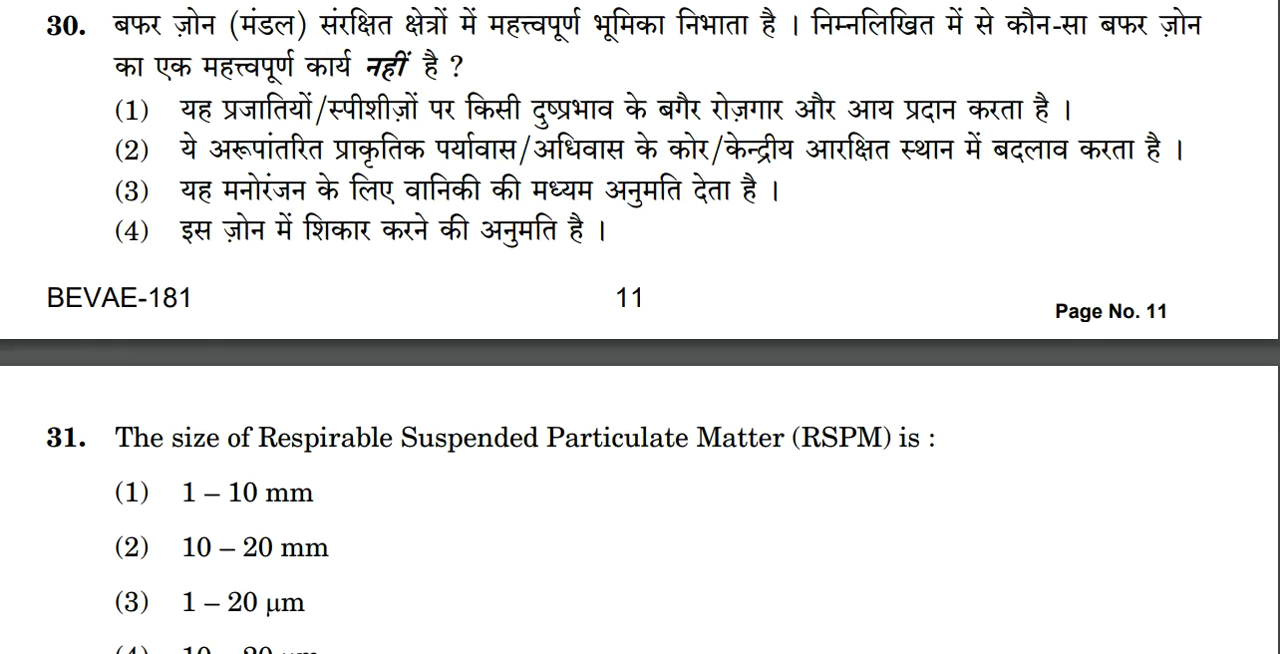 30. बफर ज़ोन (मंडल) संरक्षित क्षेत्रों में महत्त्वपूर्ण भूमिका निभाता है । निम्नलिखित में से कौन-सा बफर ज़ोन
का एक महत्त्वपूर्ण कार्य नहीं है ?
(1) यह प्रजातियों/स्पीशीज़ों पर किसी दुष्प्रभाव के बगैर रोज़गार और आय प्रदान करता है ।
(2) ये अरूपांतरित प्राकृतिक पर्यावास/अधिवास के कोर/केन्द्रीय आरक्षित स्थान में बदलाव करता है ।
(3) यह मनोरंजन के लिए वानिकी की मध्यम अनुमति देता है ।
(4) इस ज़ोन में शिकार करने की अनुमति है ।
BEVAE-181 11 Page No. 11
31. The size of Respirable Suspended Particulate Matter (RSPM) is :
(1) 1 – 10 mm
(2) 10 – 20 mm
(3) 1 – 20 μm